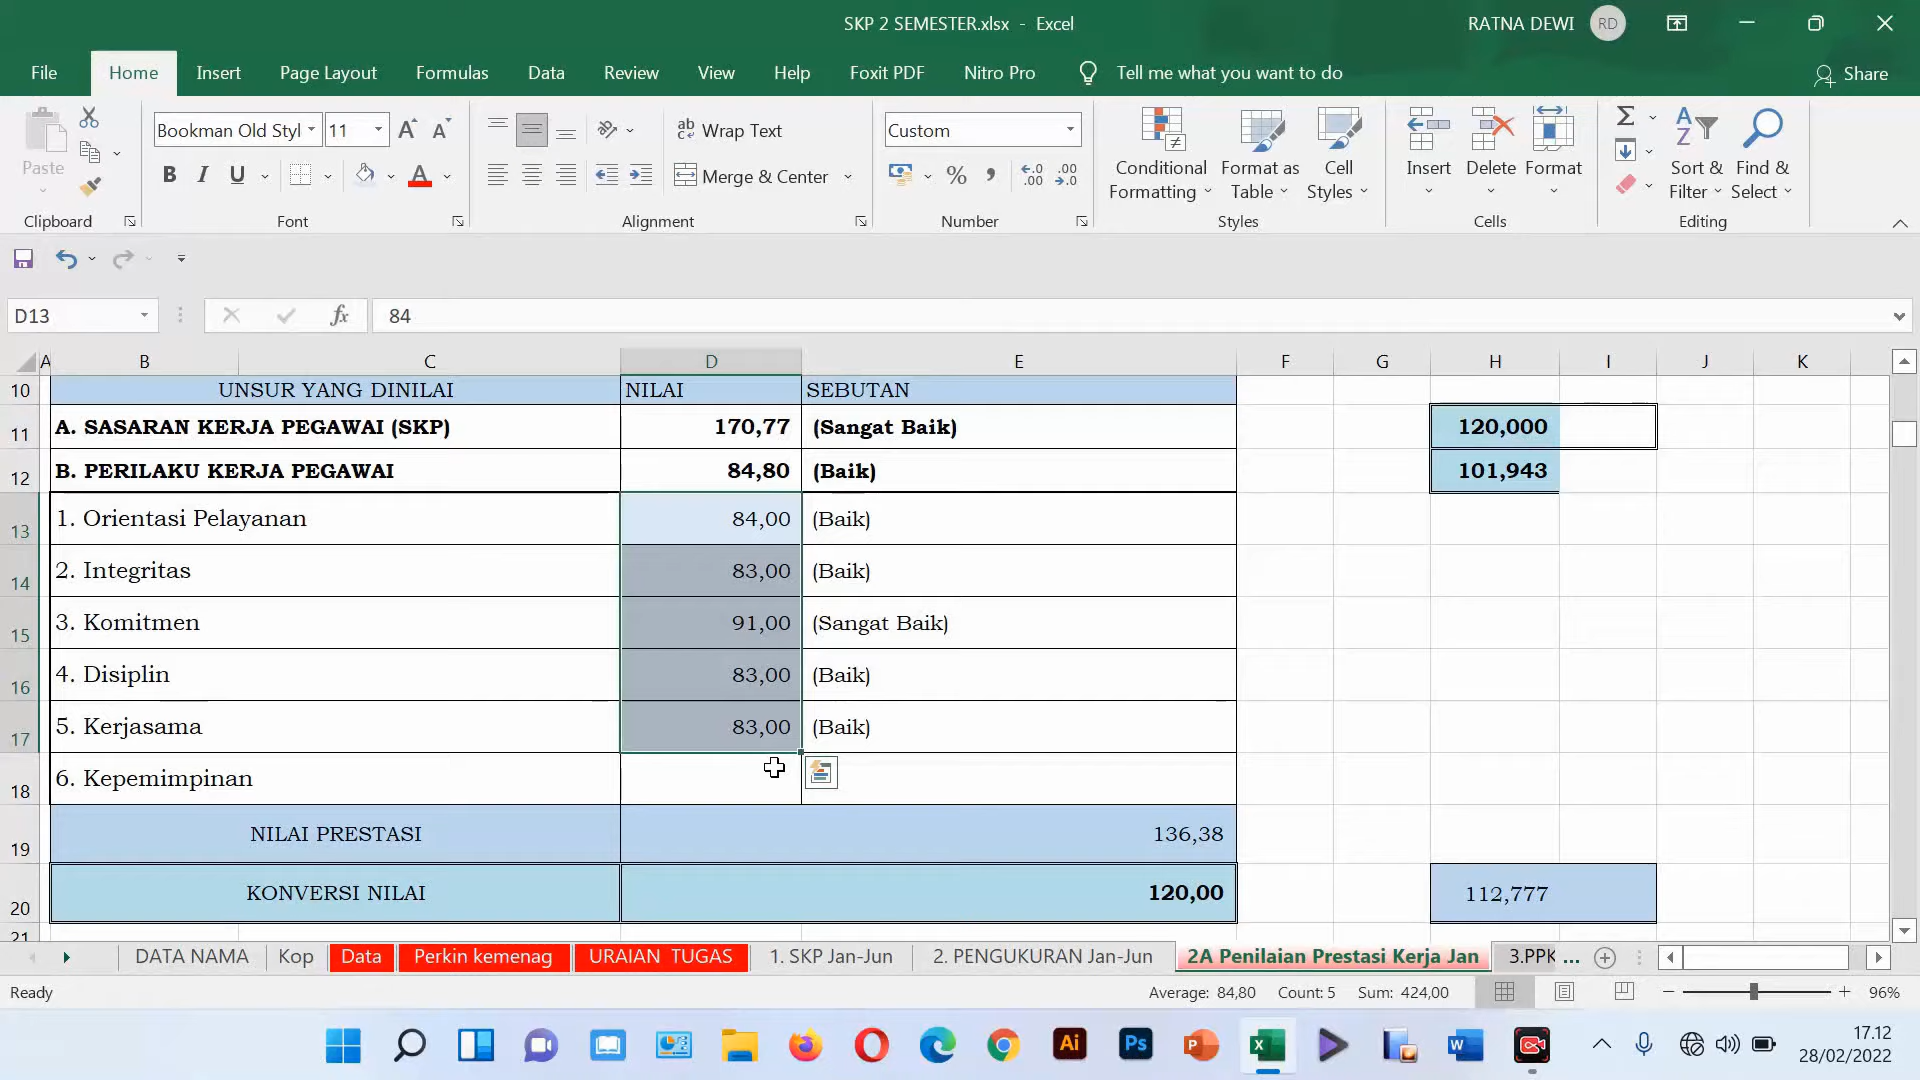 SKP 2 SEMESTER.xlsx - Excel
RATNA DEWI RD
File Home Insert Page Layout Formulas Data Review View Help Foxit PDF Nitro Pro Tell me what you want to do Share
Paste
Clipboard
Bookman Old Styl 11
B I U A
Font
Wrap Text
Merge & Center
Alignment
Custom
Number
Conditional Formatting
Format as Table
Cell Styles
Styles
Insert Delete Format
Cells
Sort & Filter
Find & Select
Editing
D13 fx 84
A B C D E F G H I J K
10 UNSUR YANG DINILAI NILAI SEBUTAN
11 A. SASARAN KERJA PEGAWAI (SKP) 170,77 (Sangat Baik) 120,000
12 B. PERILAKU KERJA PEGAWAI 84,80 (Baik) 101,943
13 1. Orientasi Pelayanan 84,00 (Baik)
14 2. Integritas 83,00 (Baik)
15 3. Komitmen 91,00 (Sangat Baik)
16 4. Disiplin 83,00 (Baik)
17 5. Kerjasama 83,00 (Baik)
18 6. Kepemimpinan
19 NILAI PRESTASI 136,38
20 KONVERSI NILAI 120,00 112,777
21
DATA NAMA Kop Data Perkin kemenag URAIAN TUGAS 1. SKP Jan-Jun 2. PENGUKURAN Jan-Jun 2A Penilaian Prestasi Kerja Jan 3.PPK ...
Ready Average: 84,80 Count: 5 Sum: 424,00 96%
17.12
28/02/2022